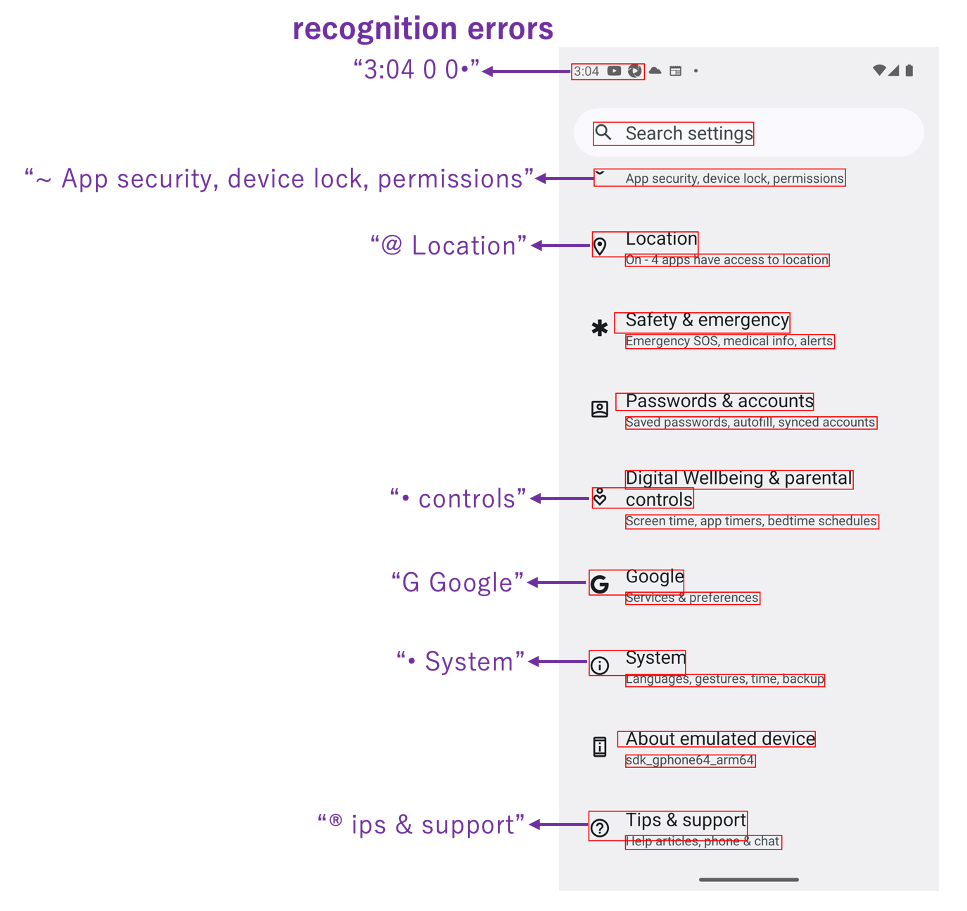 recognition errors
“3:04 0 0•”
3:04
Search settings
“~ App security, device lock, permissions”
App security, device lock, permissions
“@ Location”
Location
On - 4 apps have access to location
Safety & emergency
Emergency SOS, medical info, alerts
Passwords & accounts
Saved passwords, autofill, synced accounts
Digital Wellbeing & parental
“• controls”
controls
Screen time, app timers, bedtime schedules
“G Google”
G Google
Services & preferences
“• System”
System
Languages, gestures, time, backup
About emulated device
sdk_gphone64_arm64
“® ips & support”
Tips & support
Help articles, phone & chat